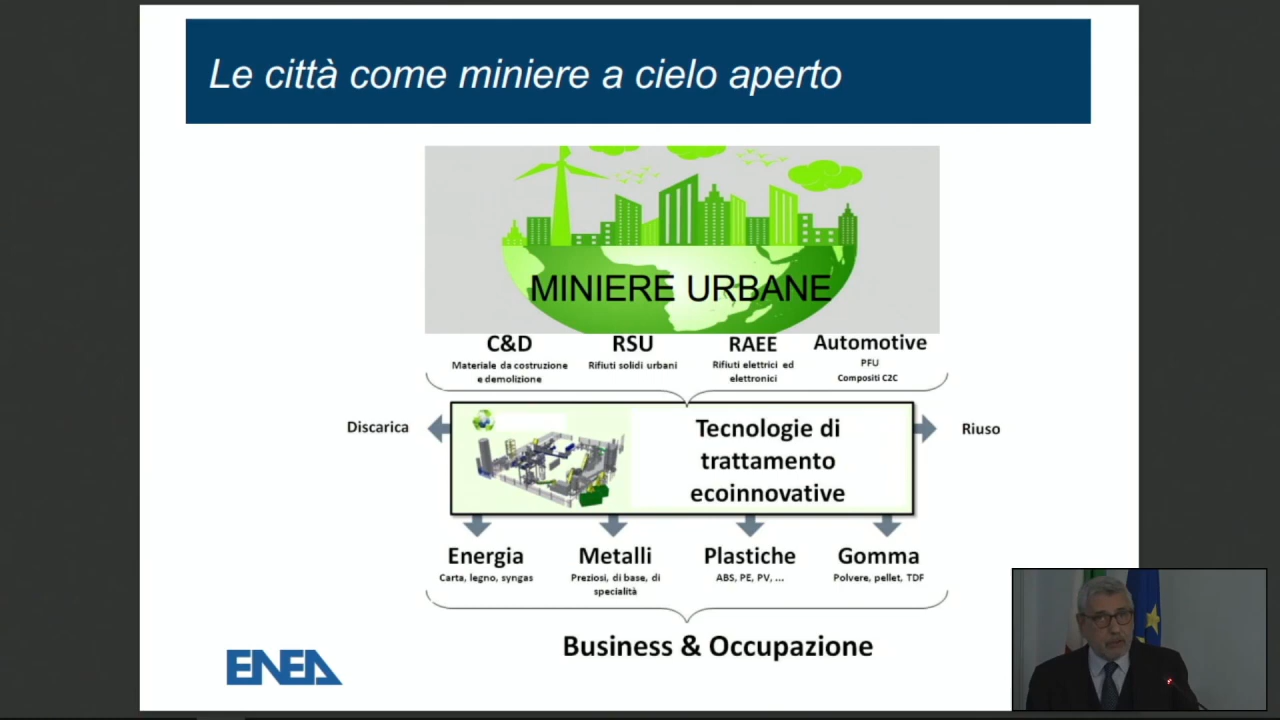 Le città come miniere a cielo aperto
MINIERE URBANE
C&D
Materiale da costruzione
e demolizione
RSU
Rifiuti solidi urbani
RAEE
Rifiuti elettrici ed
elettronici
Automotive
PFU
Compositi C2C
Discarica
Tecnologie di
trattamento
ecoinnovative
Riuso
Energia
Carta, legno, syngas
Metalli
Preziosi, di base, di
specialità
Plastiche
ABS, PE, PV, ...
Gomma
Polvere, pellet, TDF
Business & Occupazione
ENEA